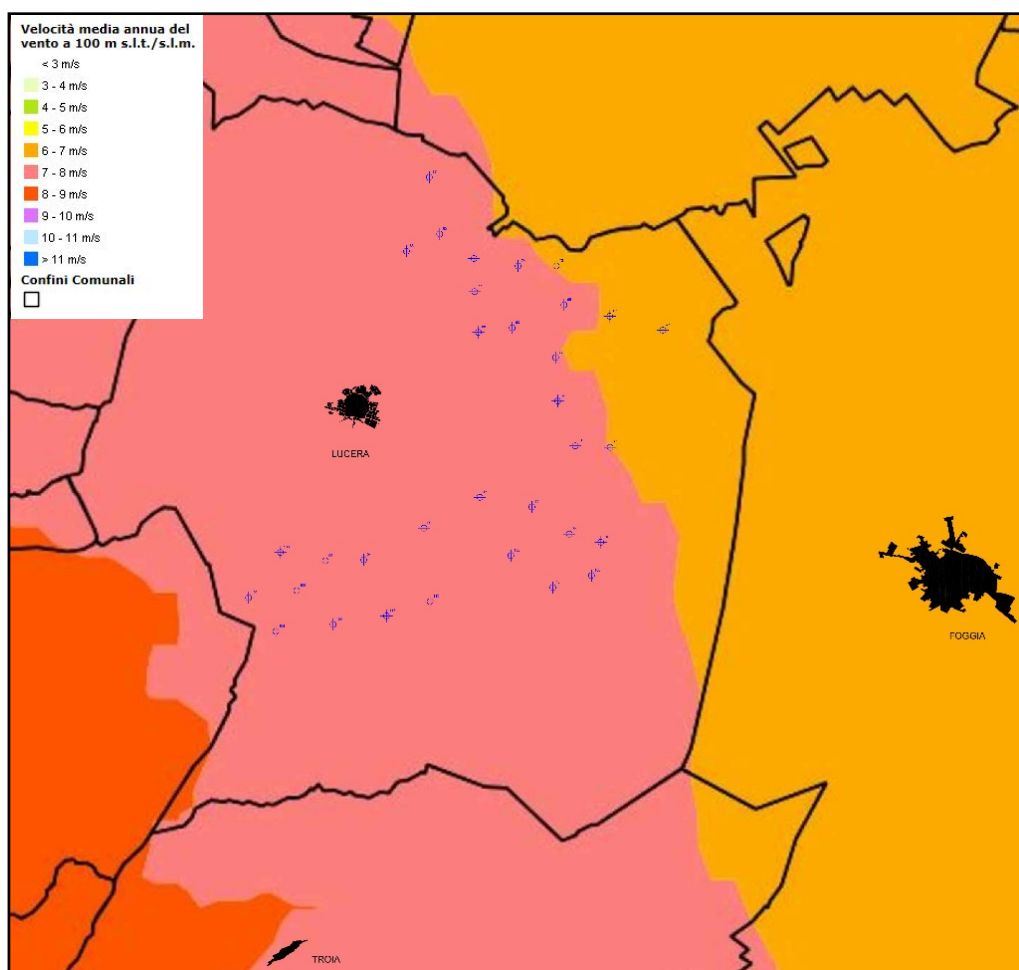 Velocità media annua del
vento a 100 m s.l.t./s.l.m.
< 3 m/s
3 - 4 m/s
4 - 5 m/s
5 - 6 m/s
6 - 7 m/s
7 - 8 m/s
8 - 9 m/s
9 - 10 m/s
10 - 11 m/s
> 11 m/s
Confini Comunali
LUCERA
FOGGIA
TROIA